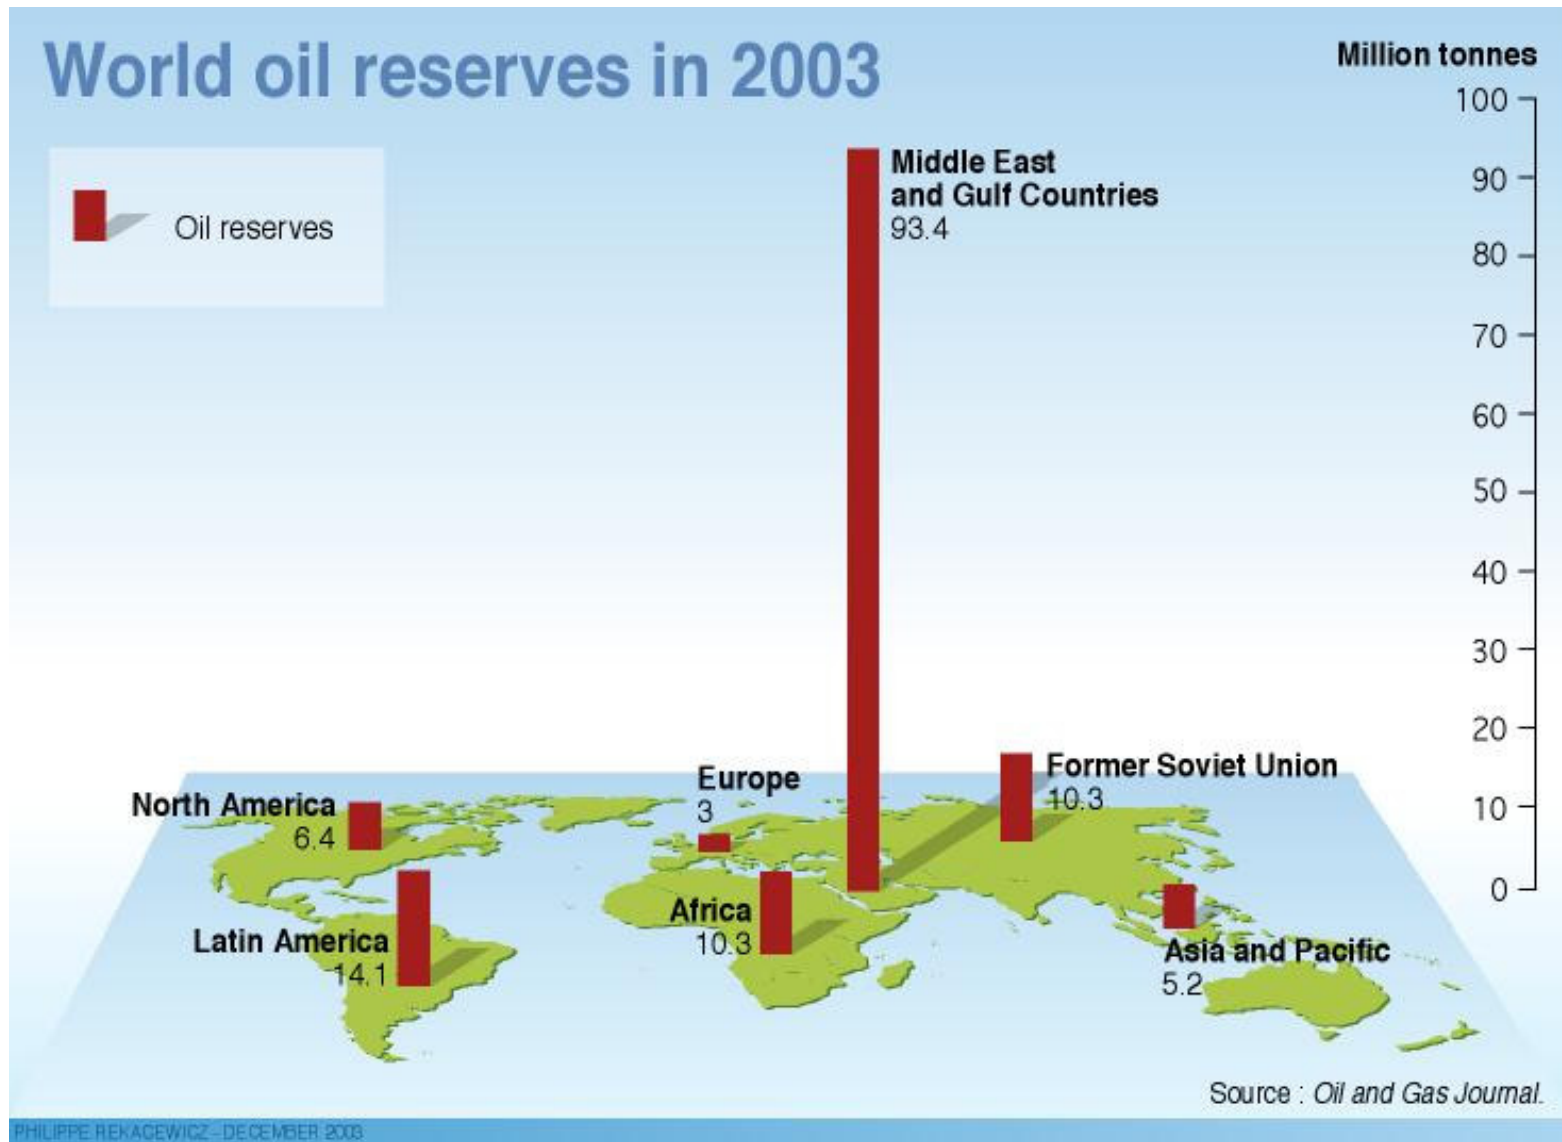 World oil reserves in 2003
Million tonnes
100
90
80
70
60
50
40
30
20
10
0
Oil reserves
Middle East
and Gulf Countries
93.4
Former Soviet Union
10.3
Europe
3
North America
6.4
Africa
10.3
Latin America
14.1
Asia and Pacific
5.2
Source : Oil and Gas Journal.
PHILIPPE REKACEWICZ - DECEMBER 2003